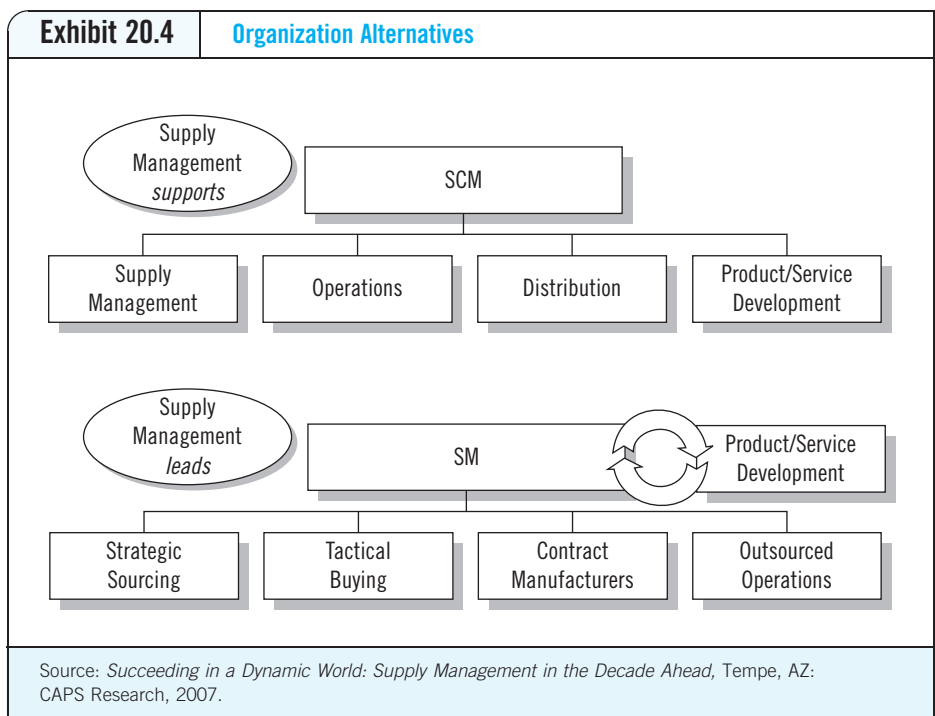 Exhibit 20.4
Organization Alternatives
Supply
Management
supports
SCM
Supply
Management
Operations
Distribution
Product/Service
Development
Supply
Management
leads
SM
Product/Service
Development
Strategic
Sourcing
Tactical
Buying
Contract
Manufacturers
Outsourced
Operations
Source: Succeeding in a Dynamic World: Supply Management in the Decade Ahead, Tempe, AZ:
CAPS Research, 2007.